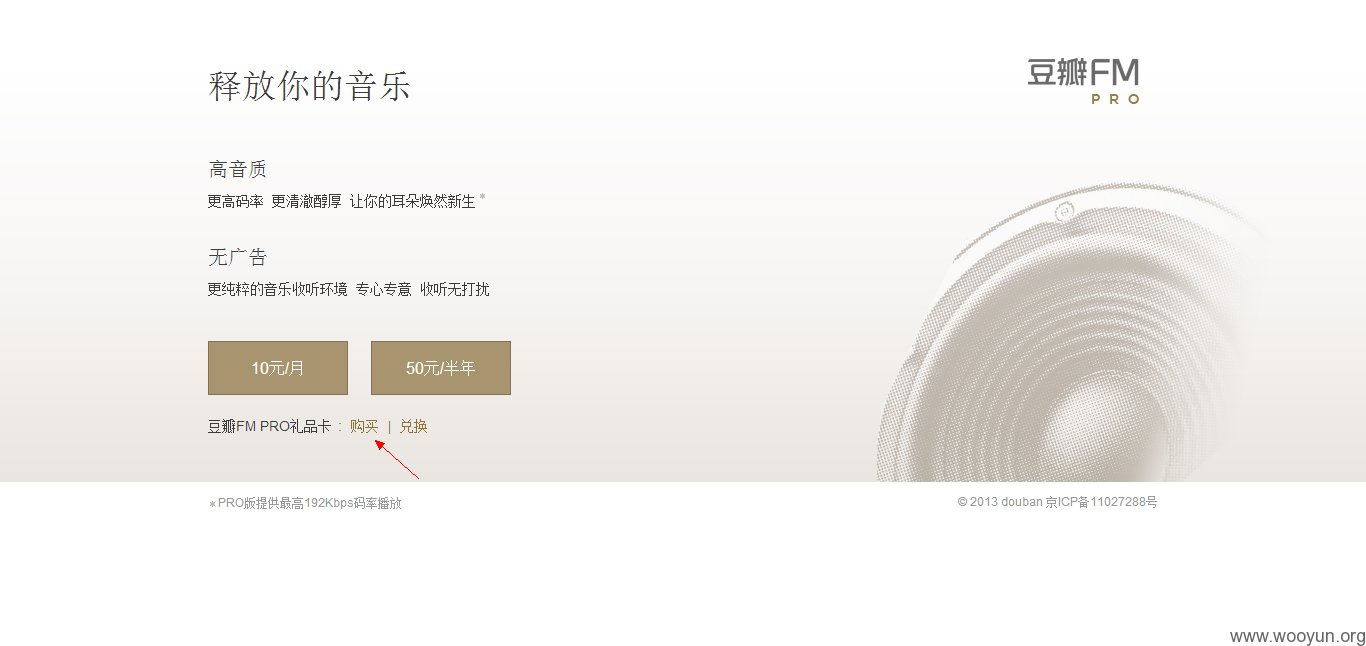 释放你的音乐
豆瓣FM
PRO
高音质
更高码率 更清澈醇厚 让你的耳朵焕然新生 *
无广告
更纯粹的音乐收听环境 专心专意 收听无打扰
10元/月
50元/半年
豆瓣FM PRO礼品卡 : 购买 | 兑换
*PRO版提供最高192Kbps码率播放
© 2013 douban 京ICP备11027288号
www.wooyun.org